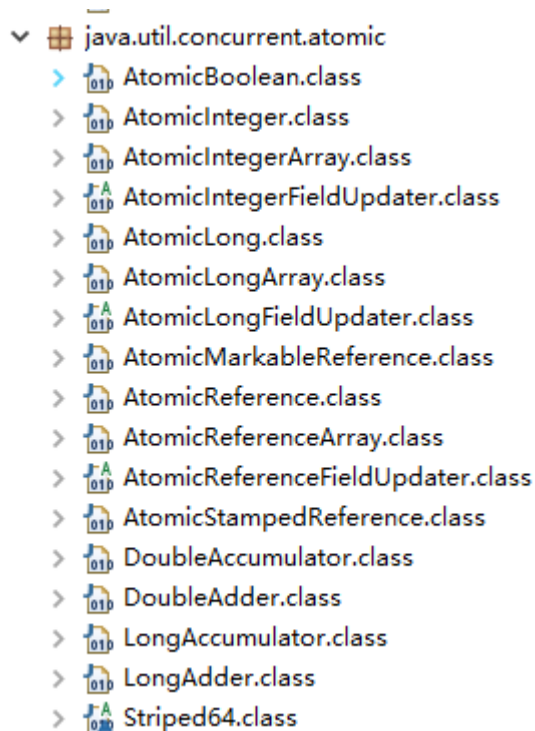 java.util.concurrent.atomic
AtomicBoolean.class
AtomicInteger.class
AtomicIntegerArray.class
AtomicIntegerFieldUpdater.class
AtomicLong.class
AtomicLongArray.class
AtomicLongFieldUpdater.class
AtomicMarkableReference.class
AtomicReference.class
AtomicReferenceArray.class
AtomicReferenceFieldUpdater.class
AtomicStampedReference.class
DoubleAccumulator.class
DoubleAdder.class
LongAccumulator.class
LongAdder.class
Striped64.class